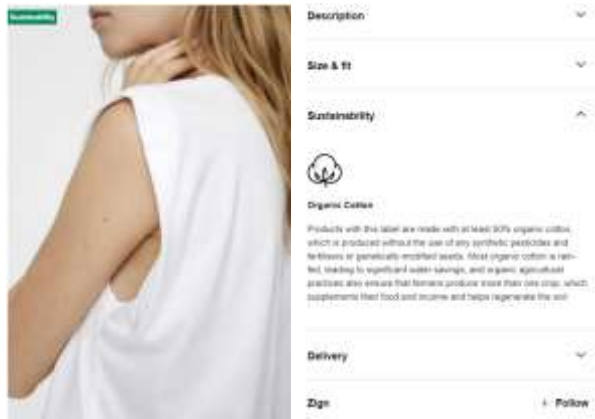 Sustainability
Description
Size & fit
Sustainability
Organic Cotton
Products with this label are made with at least 50% organic cotton,
which is produced without the use of any synthetic pesticides and
fertilisers or genetically modified seeds. Most organic cotton is rain-
fed, leading to significant water savings, and organic agricultural
practices also ensure that farmers produce more than one crop, which
supplements their food and income and helps regenerate the soil
Delivery
Zign
+ Follow